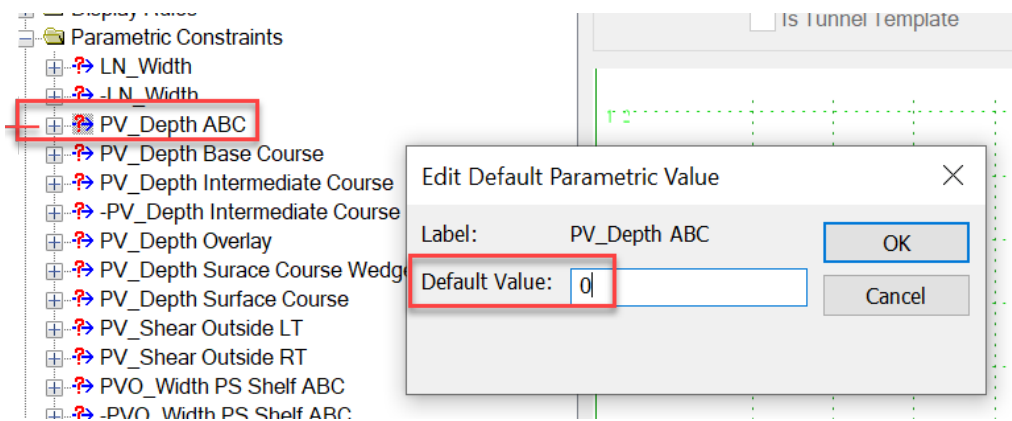 Display Rules
Is Tunnel Template
Parametric Constraints
LN_Width
-LN_Width
PV_Depth ABC
PV_Depth Base Course
PV_Depth Intermediate Course
-PV_Depth Intermediate Course
PV_Depth Overlay
PV_Depth Surace Course Wedge
PV_Depth Surface Course
PV_Shear Outside LT
PV_Shear Outside RT
PVO_Width PS Shelf ABC
-PVO_Width PS Shelf ABC
Edit Default Parametric Value
Label: PV_Depth ABC
OK
Default Value: 0
Cancel